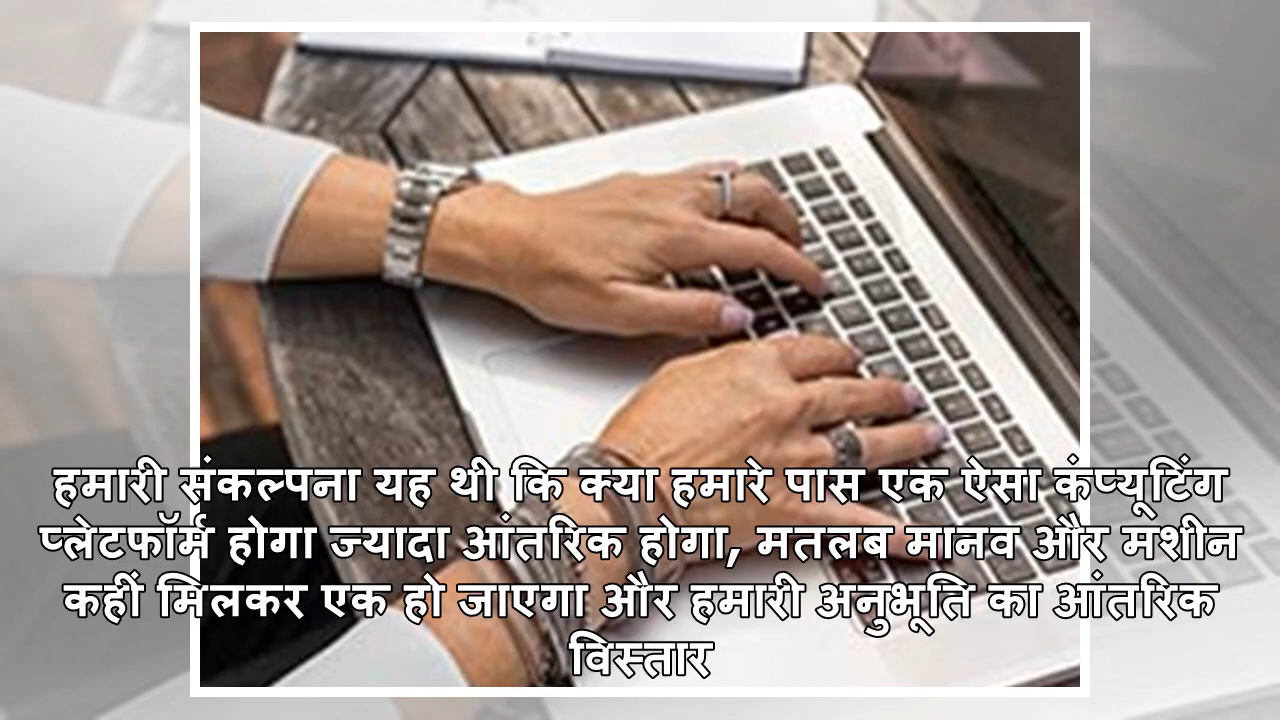 हमारी संकल्पना यह थी कि क्या हमारे पास एक ऐसा कंप्यूटिंग
प्लेटफॉर्म होगा ज्यादा आंतरिक होगा, मतलब मानव और मशीन
कहीं मिलकर एक हो जाएगा और हमारी अनुभूति का आंतरिक
विस्तार